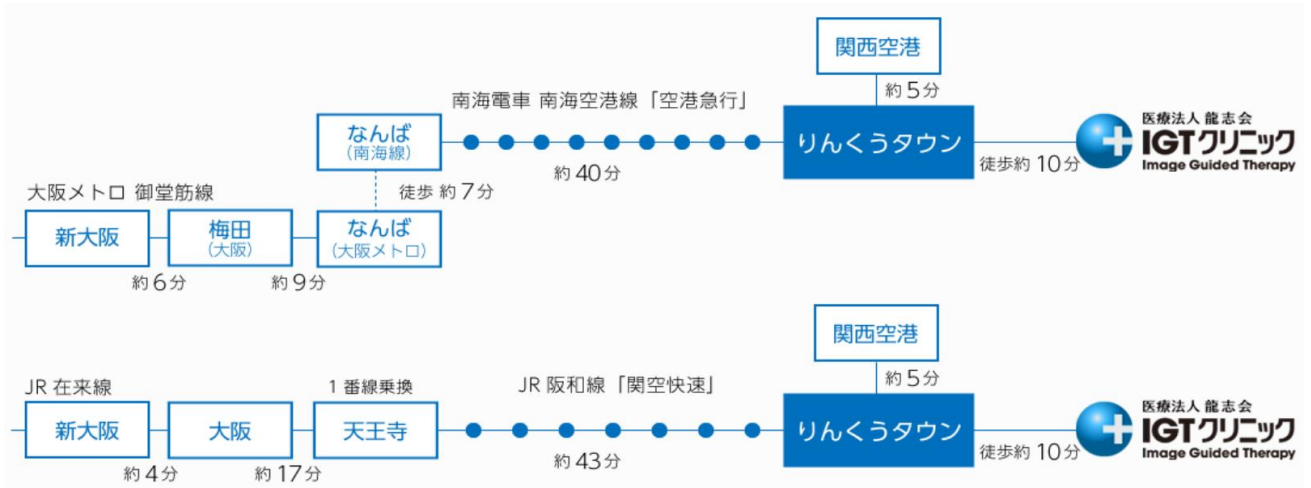 関西空港
約5分
南海電車 南海空港線「空港急行」
なんば
(南海線)
りんくうタウン
医療法人 龍志会
IGTクリニック
Image Guided Therapy
約40分
徒歩約10分
徒歩 約7分
大阪メトロ 御堂筋線
新大阪
梅田
(大阪)
なんば
(大阪メトロ)
約6分
約9分
関西空港
約5分
JR 在来線
1番線乗換
JR 阪和線「関空快速」
新大阪
大阪
天王寺
りんくうタウン
医療法人 龍志会
IGTクリニック
Image Guided Therapy
約4分
約17分
約43分
徒歩約10分